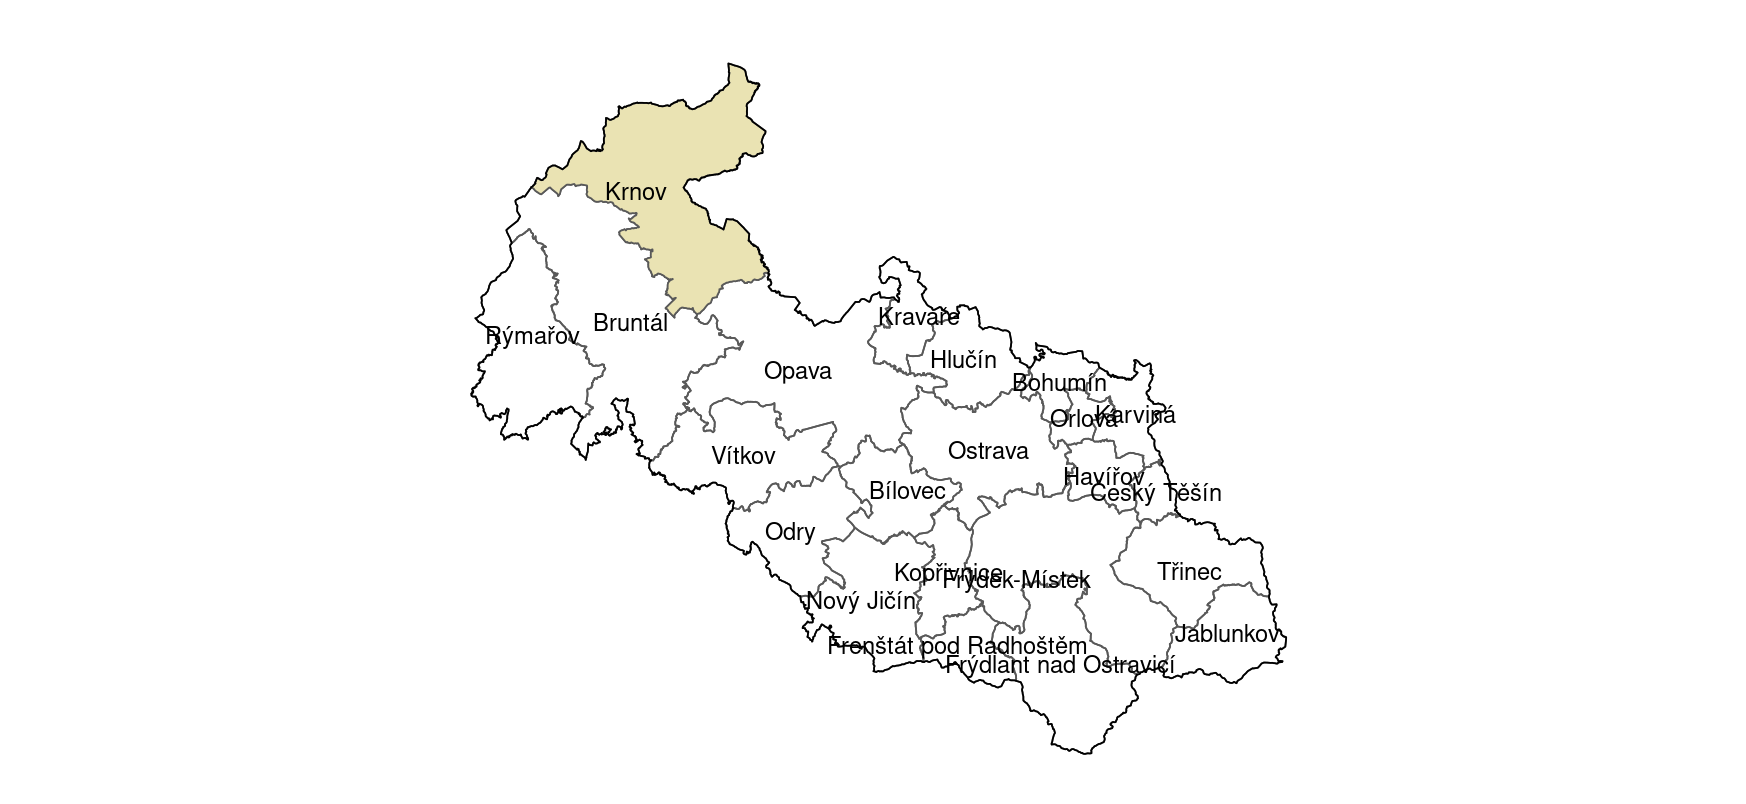 Krnov
Kravaře
Bruntál
Rýmařov
Hlučín
Opava
Bohumín
Karviná
Orlová
Ostrava
Vítkov
Havířov
Bílovec
Český Těšín
Odry
Třinec
Kopřivnice
Frýdek-Místek
Nový Jičín
Jablunkov
Frenštát pod Radhoštěm
Frýdlant nad Ostravicí